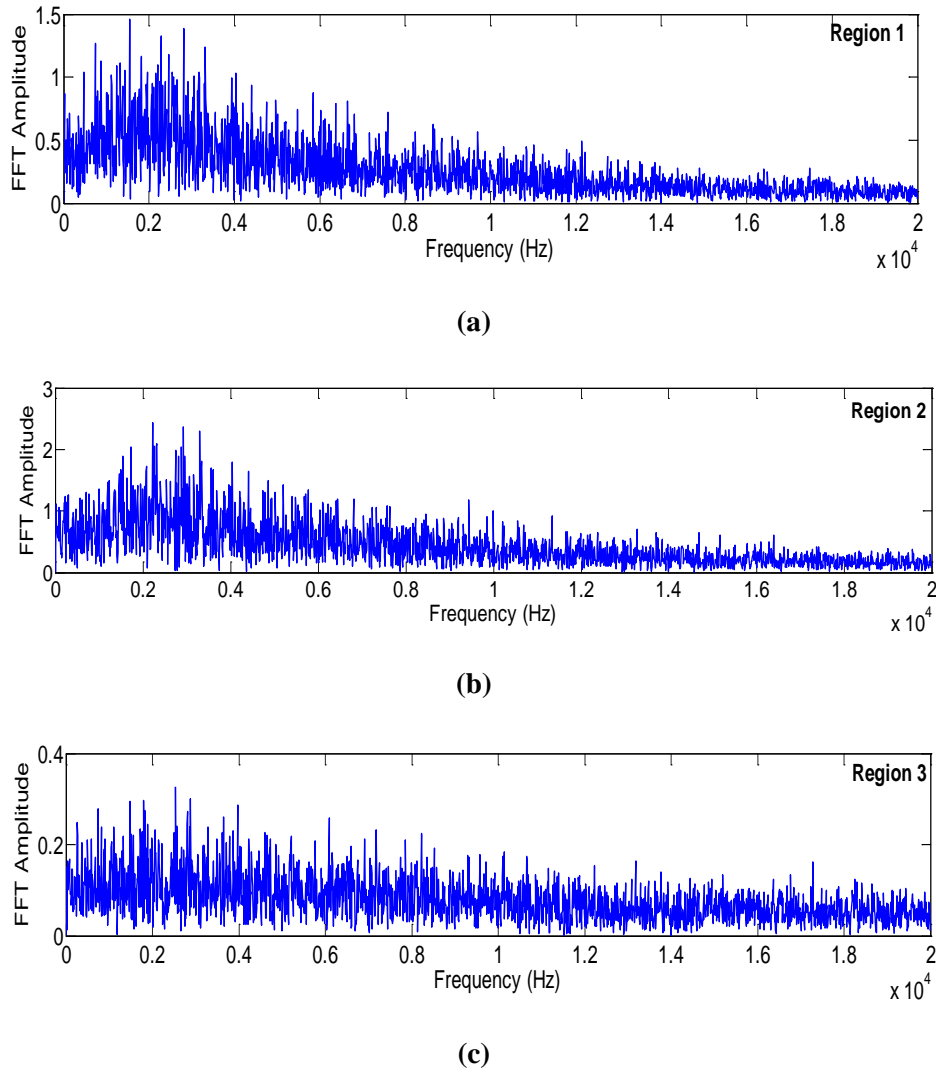 1.5
Region 1
1
0.5
0
FFT Amplitude
0 0.2 0.4 0.6 0.8 1 1.2 1.4 1.6 1.8 2
Frequency (Hz)
x 10^4
(a)
3
Region 2
2
1
0
FFT Amplitude
0 0.2 0.4 0.6 0.8 1 1.2 1.4 1.6 1.8 2
Frequency (Hz)
x 10^4
(b)
0.4
Region 3
0.2
0
FFT Amplitude
0 0.2 0.4 0.6 0.8 1 1.2 1.4 1.6 1.8 2
Frequency (Hz)
x 10^4
(c)